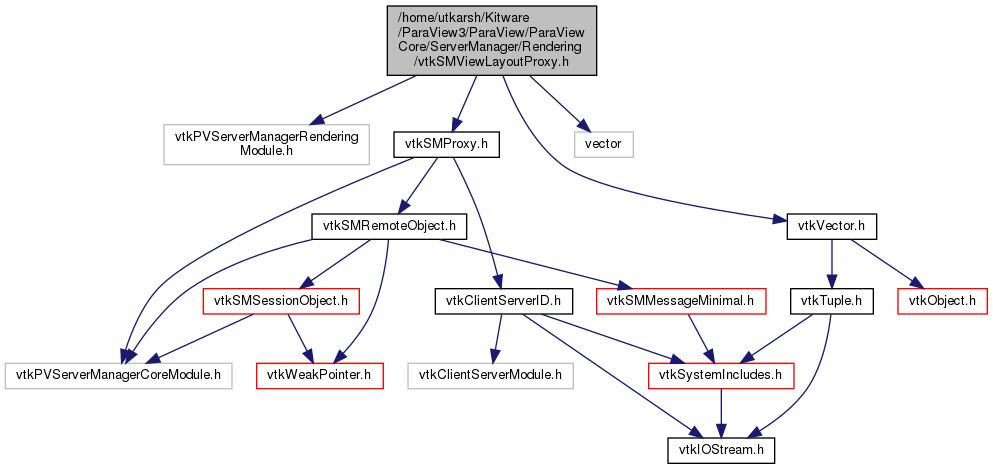 /home/utkarsh/Kitware
/ParaView3/ParaView/ParaView
Core/ServerManager/Rendering
/vtkSMViewLayoutProxy.h
vtkPVServerManagerRendering
Module.h
vtkSMProxy.h
vector
vtkSMRemoteObject.h
vtkVector.h
vtkSMSessionObject.h
vtkClientServerID.h
vtkSMMessageMinimal.h
vtkTuple.h
vtkObject.h
vtkPVServerManagerCoreModule.h
vtkWeakPointer.h
vtkClientServerModule.h
vtkSystemIncludes.h
vtkIOStream.h